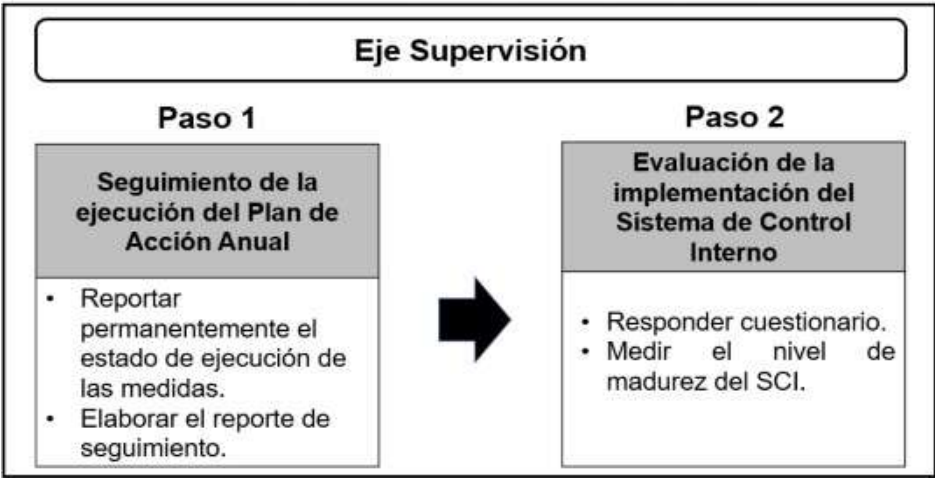 Eje Supervisión
Paso 1
Seguimiento de la
ejecución del Plan de
Acción Anual
• Reportar
permanentemente el
estado de ejecución de
las medidas.
• Elaborar el reporte de
seguimiento.
Paso 2
Evaluación de la
implementación del
Sistema de Control
Interno
• Responder cuestionario.
• Medir el nivel de
madurez del SCI.